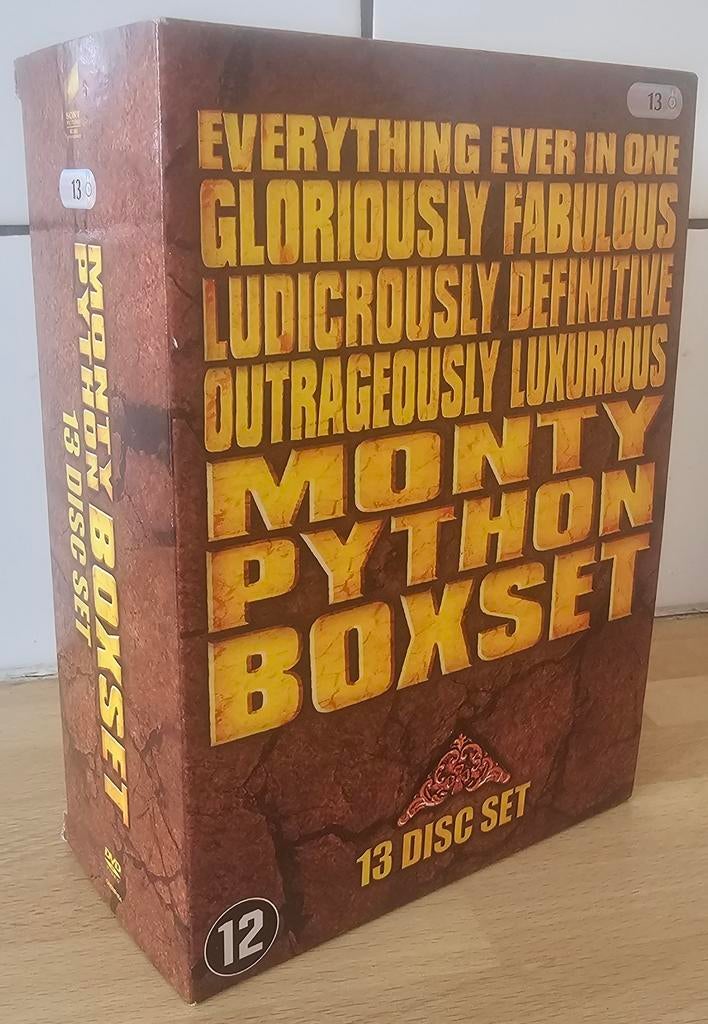 13
EVERYTHING EVER IN ONE
GLORIOUSLY FABULOUS
LUDICROUSLY DEFINITIVE
OUTRAGEOUSLY LUXURIOUS
MONTY
PYTHON
BOXSET
13 DISC SET
12
SONY
13
MONTY
PYTHON
BOXSET
13 DISC SET
DVD